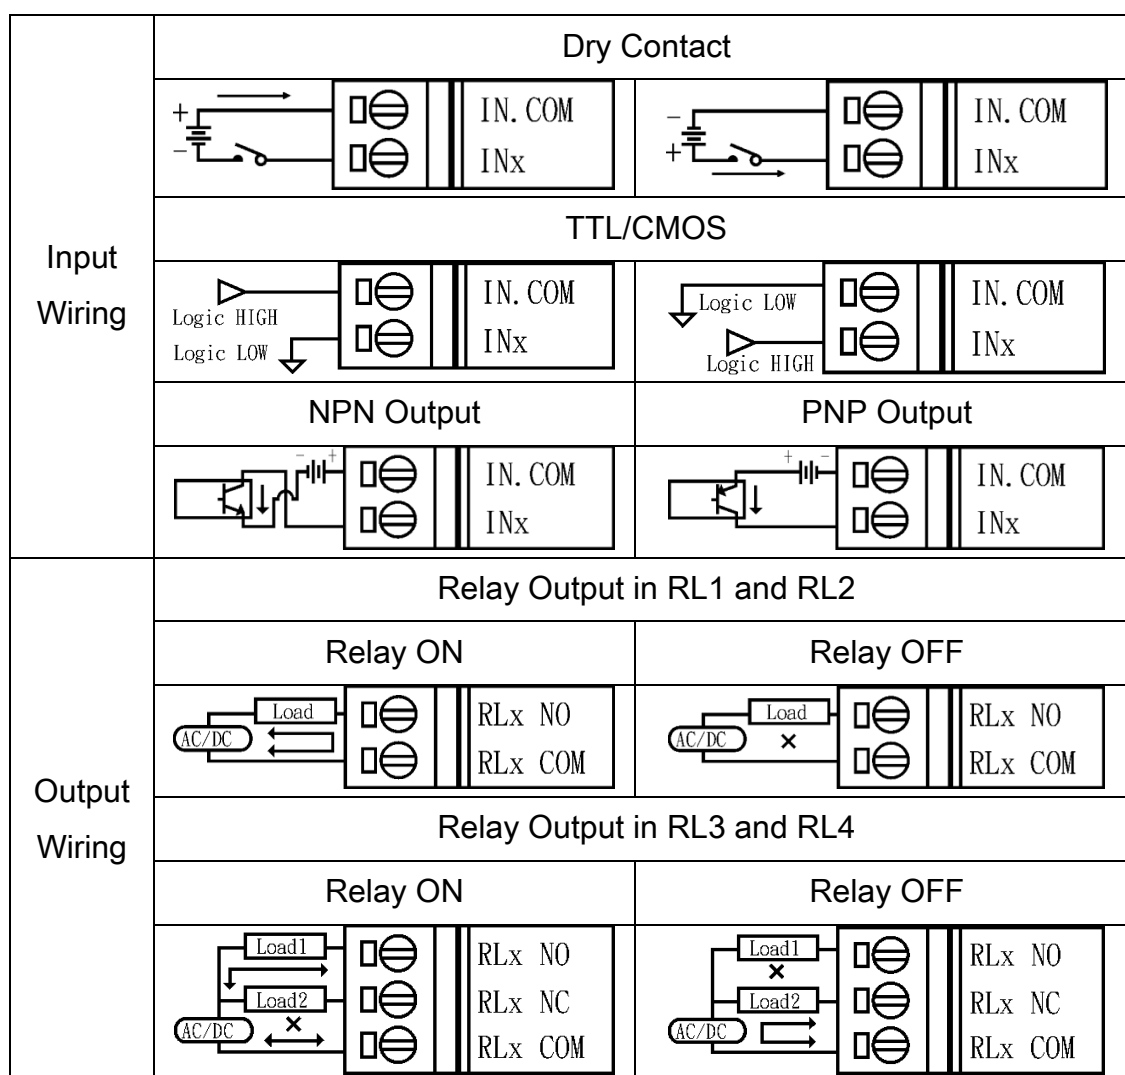 Input
Wiring
Dry Contact
+
−
IN. COM
INx
−
+
IN. COM
INx
TTL/CMOS
Logic HIGH
Logic LOW
IN. COM
INx
Logic LOW
Logic HIGH
IN. COM
INx
NPN Output
PNP Output
- +
IN. COM
INx
+ -
IN. COM
INx
Output
Wiring
Relay Output in RL1 and RL2
Relay ON
Relay OFF
Load
AC/DC
RLx NO
RLx COM
Load
AC/DC
RLx NO
RLx COM
Relay Output in RL3 and RL4
Relay ON
Relay OFF
Load1
Load2
AC/DC
RLx NO
RLx NC
RLx COM
Load1
Load2
AC/DC
RLx NO
RLx NC
RLx COM